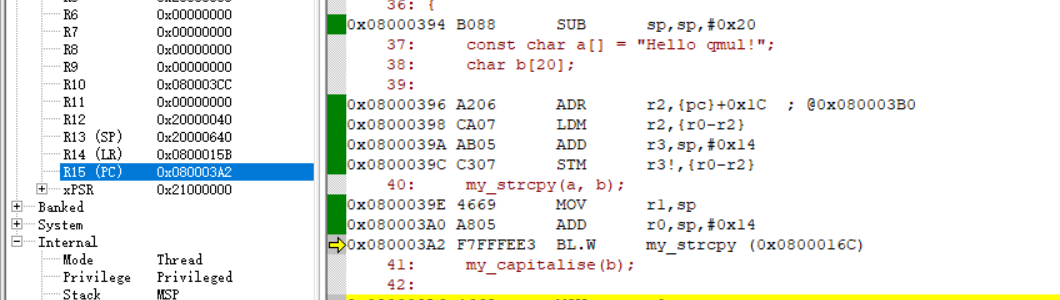 R6 0x00000000
R7 0x00000000
R8 0x00000000
R9 0x00000000
R10 0x080003CC
R11 0x00000000
R12 0x20000040
R13 (SP) 0x20000640
R14 (LR) 0x0800015B
R15 (PC) 0x080003A2
xPSR 0x21000000
Banked
System
Internal
Mode Thread
Privilege Privileged
Stack MSP
36: {
0x08000394 B088 SUB sp,sp,#0x20
37: const char a[] = "Hello qmul!";
38: char b[20];
39:
0x08000396 A206 ADR r2,{pc}+0x1C ; @0x080003B0
0x08000398 CA07 LDM r2,{r0-r2}
0x0800039A AB05 ADD r3,sp,#0x14
0x0800039C C307 STM r3!,{r0-r2}
40: my_strcpy(a, b);
0x0800039E 4669 MOV r1,sp
0x080003A0 A805 ADD r0,sp,#0x14
0x080003A2 F7FFFEE3 BL.W my_strcpy (0x0800016C)
41: my_capitalise(b);
42: